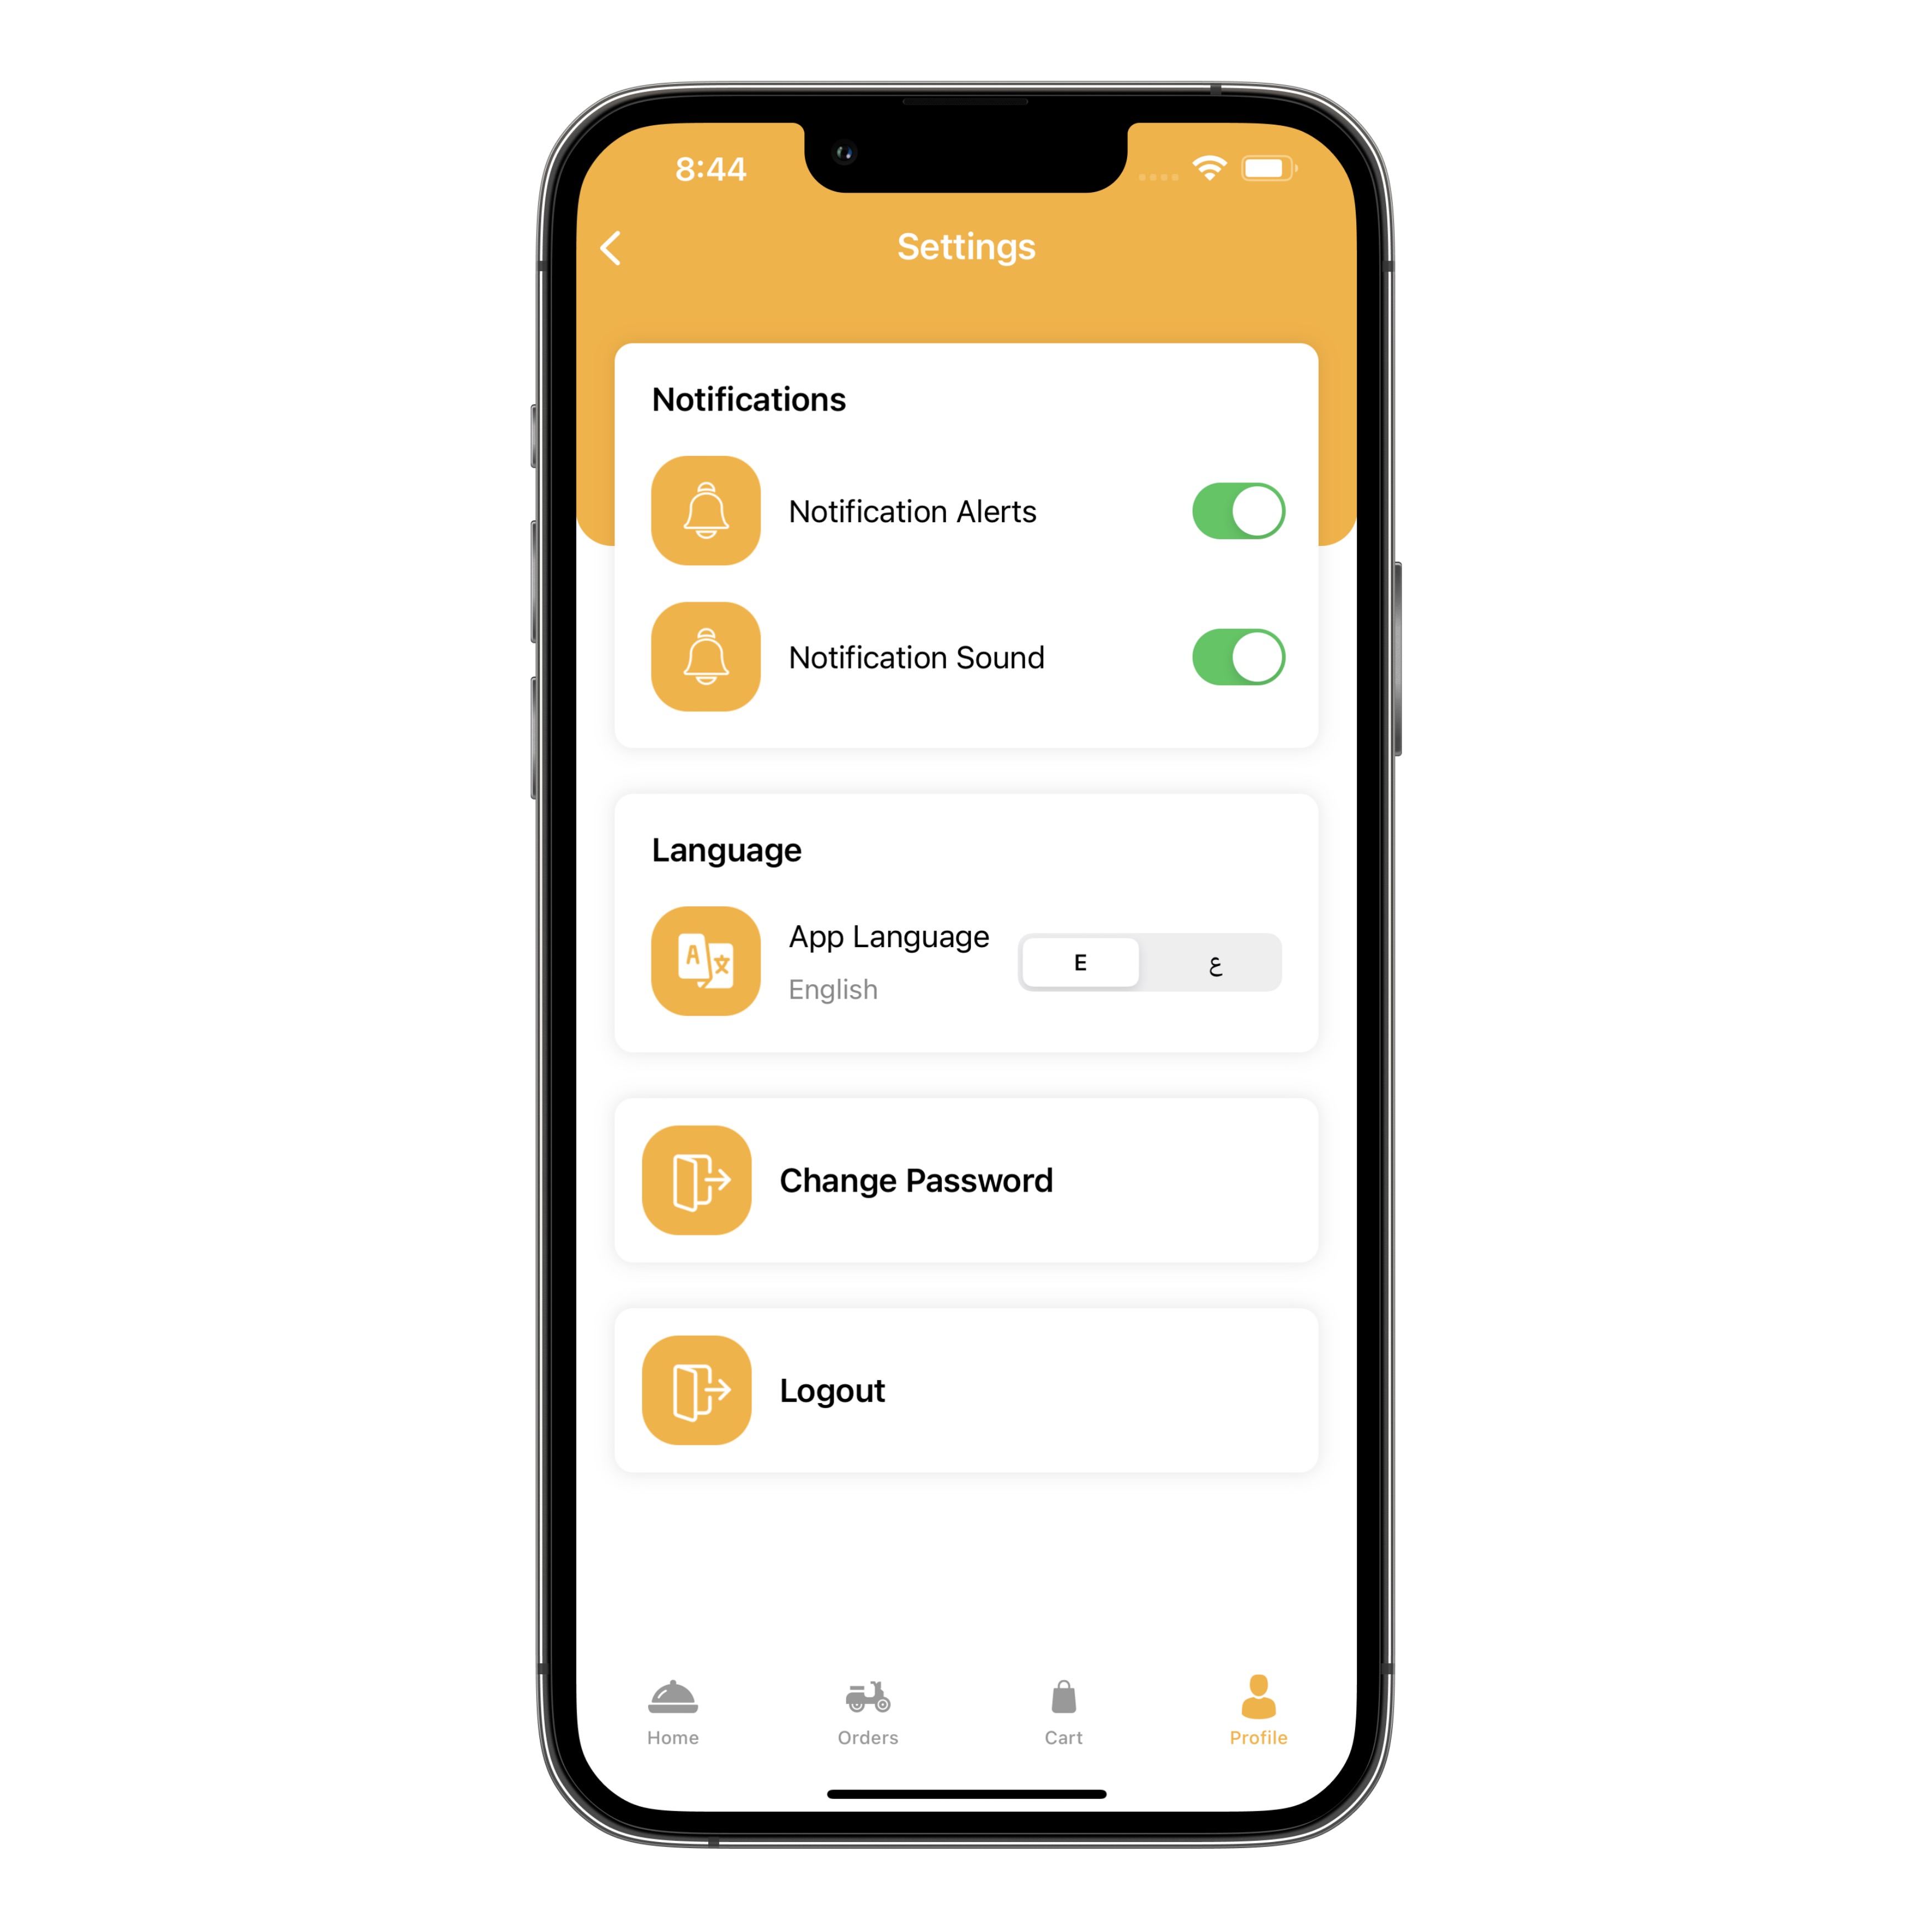 8:44
Settings
Notifications
Notification Alerts
Notification Sound
Language
App Language
English
E
ع
Change Password
Logout
Home
Orders
Cart
Profile